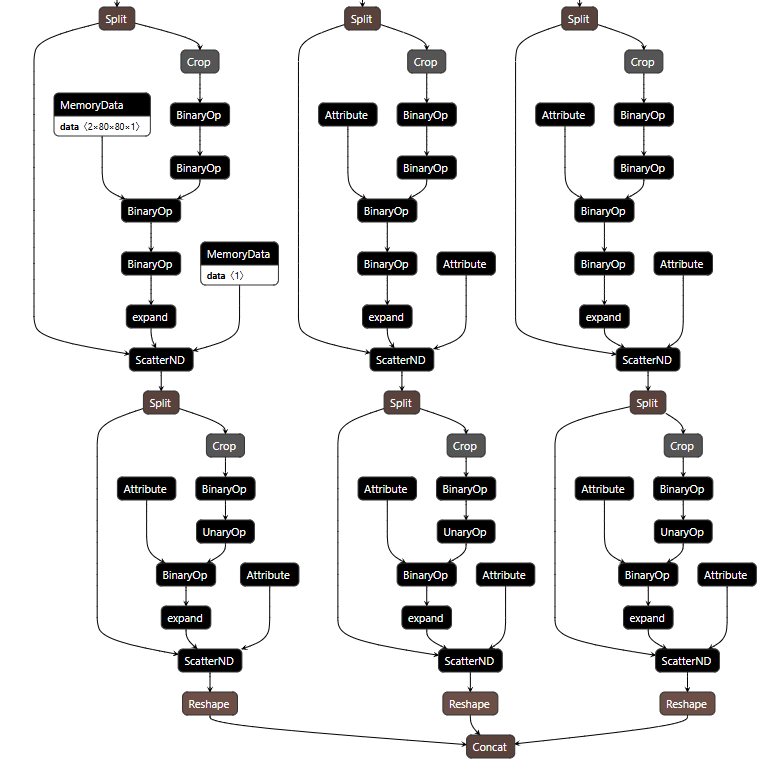 Split
Split
Split
Crop
Crop
Crop
MemoryData
data〈2×80×80×1〉
BinaryOp
Attribute
BinaryOp
Attribute
BinaryOp
BinaryOp
BinaryOp
BinaryOp
BinaryOp
BinaryOp
BinaryOp
BinaryOp
MemoryData
data〈1〉
BinaryOp
Attribute
BinaryOp
Attribute
expand
expand
expand
ScatterND
ScatterND
ScatterND
Split
Split
Split
Crop
Crop
Crop
Attribute
BinaryOp
Attribute
BinaryOp
Attribute
BinaryOp
UnaryOp
UnaryOp
UnaryOp
BinaryOp
Attribute
BinaryOp
Attribute
BinaryOp
Attribute
expand
expand
expand
ScatterND
ScatterND
ScatterND
Reshape
Reshape
Reshape
Concat